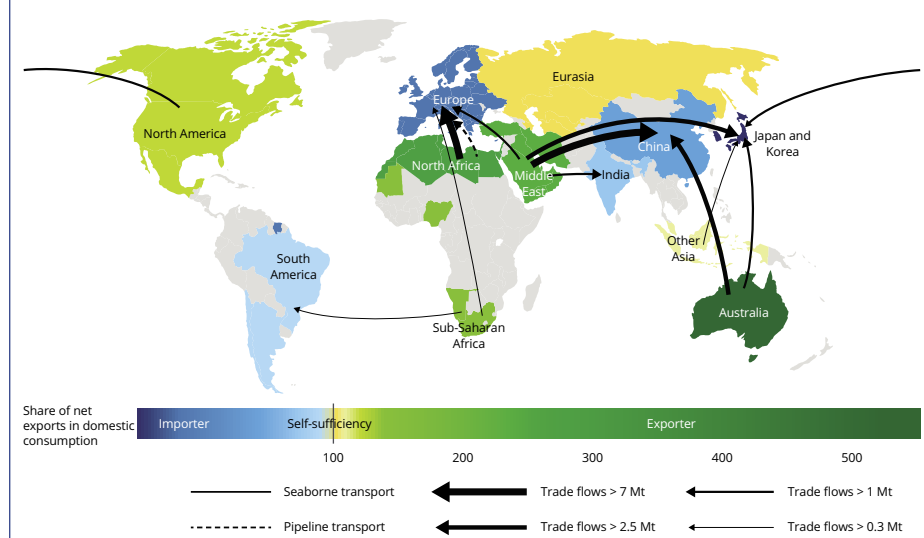 Eurasia
Europe
North America
Japan and
Korea
China
North Africa
Middle
East
India
Other
Asia
South
America
Australia
Sub-Saharan
Africa
Share of net
exports in domestic
consumption
Importer
Self-sufficiency
Exporter
100
200
300
400
500
Seaborne transport
Trade flows > 7 Mt
Trade flows > 1 Mt
Pipeline transport
Trade flows > 2.5 Mt
Trade flows > 0.3 Mt